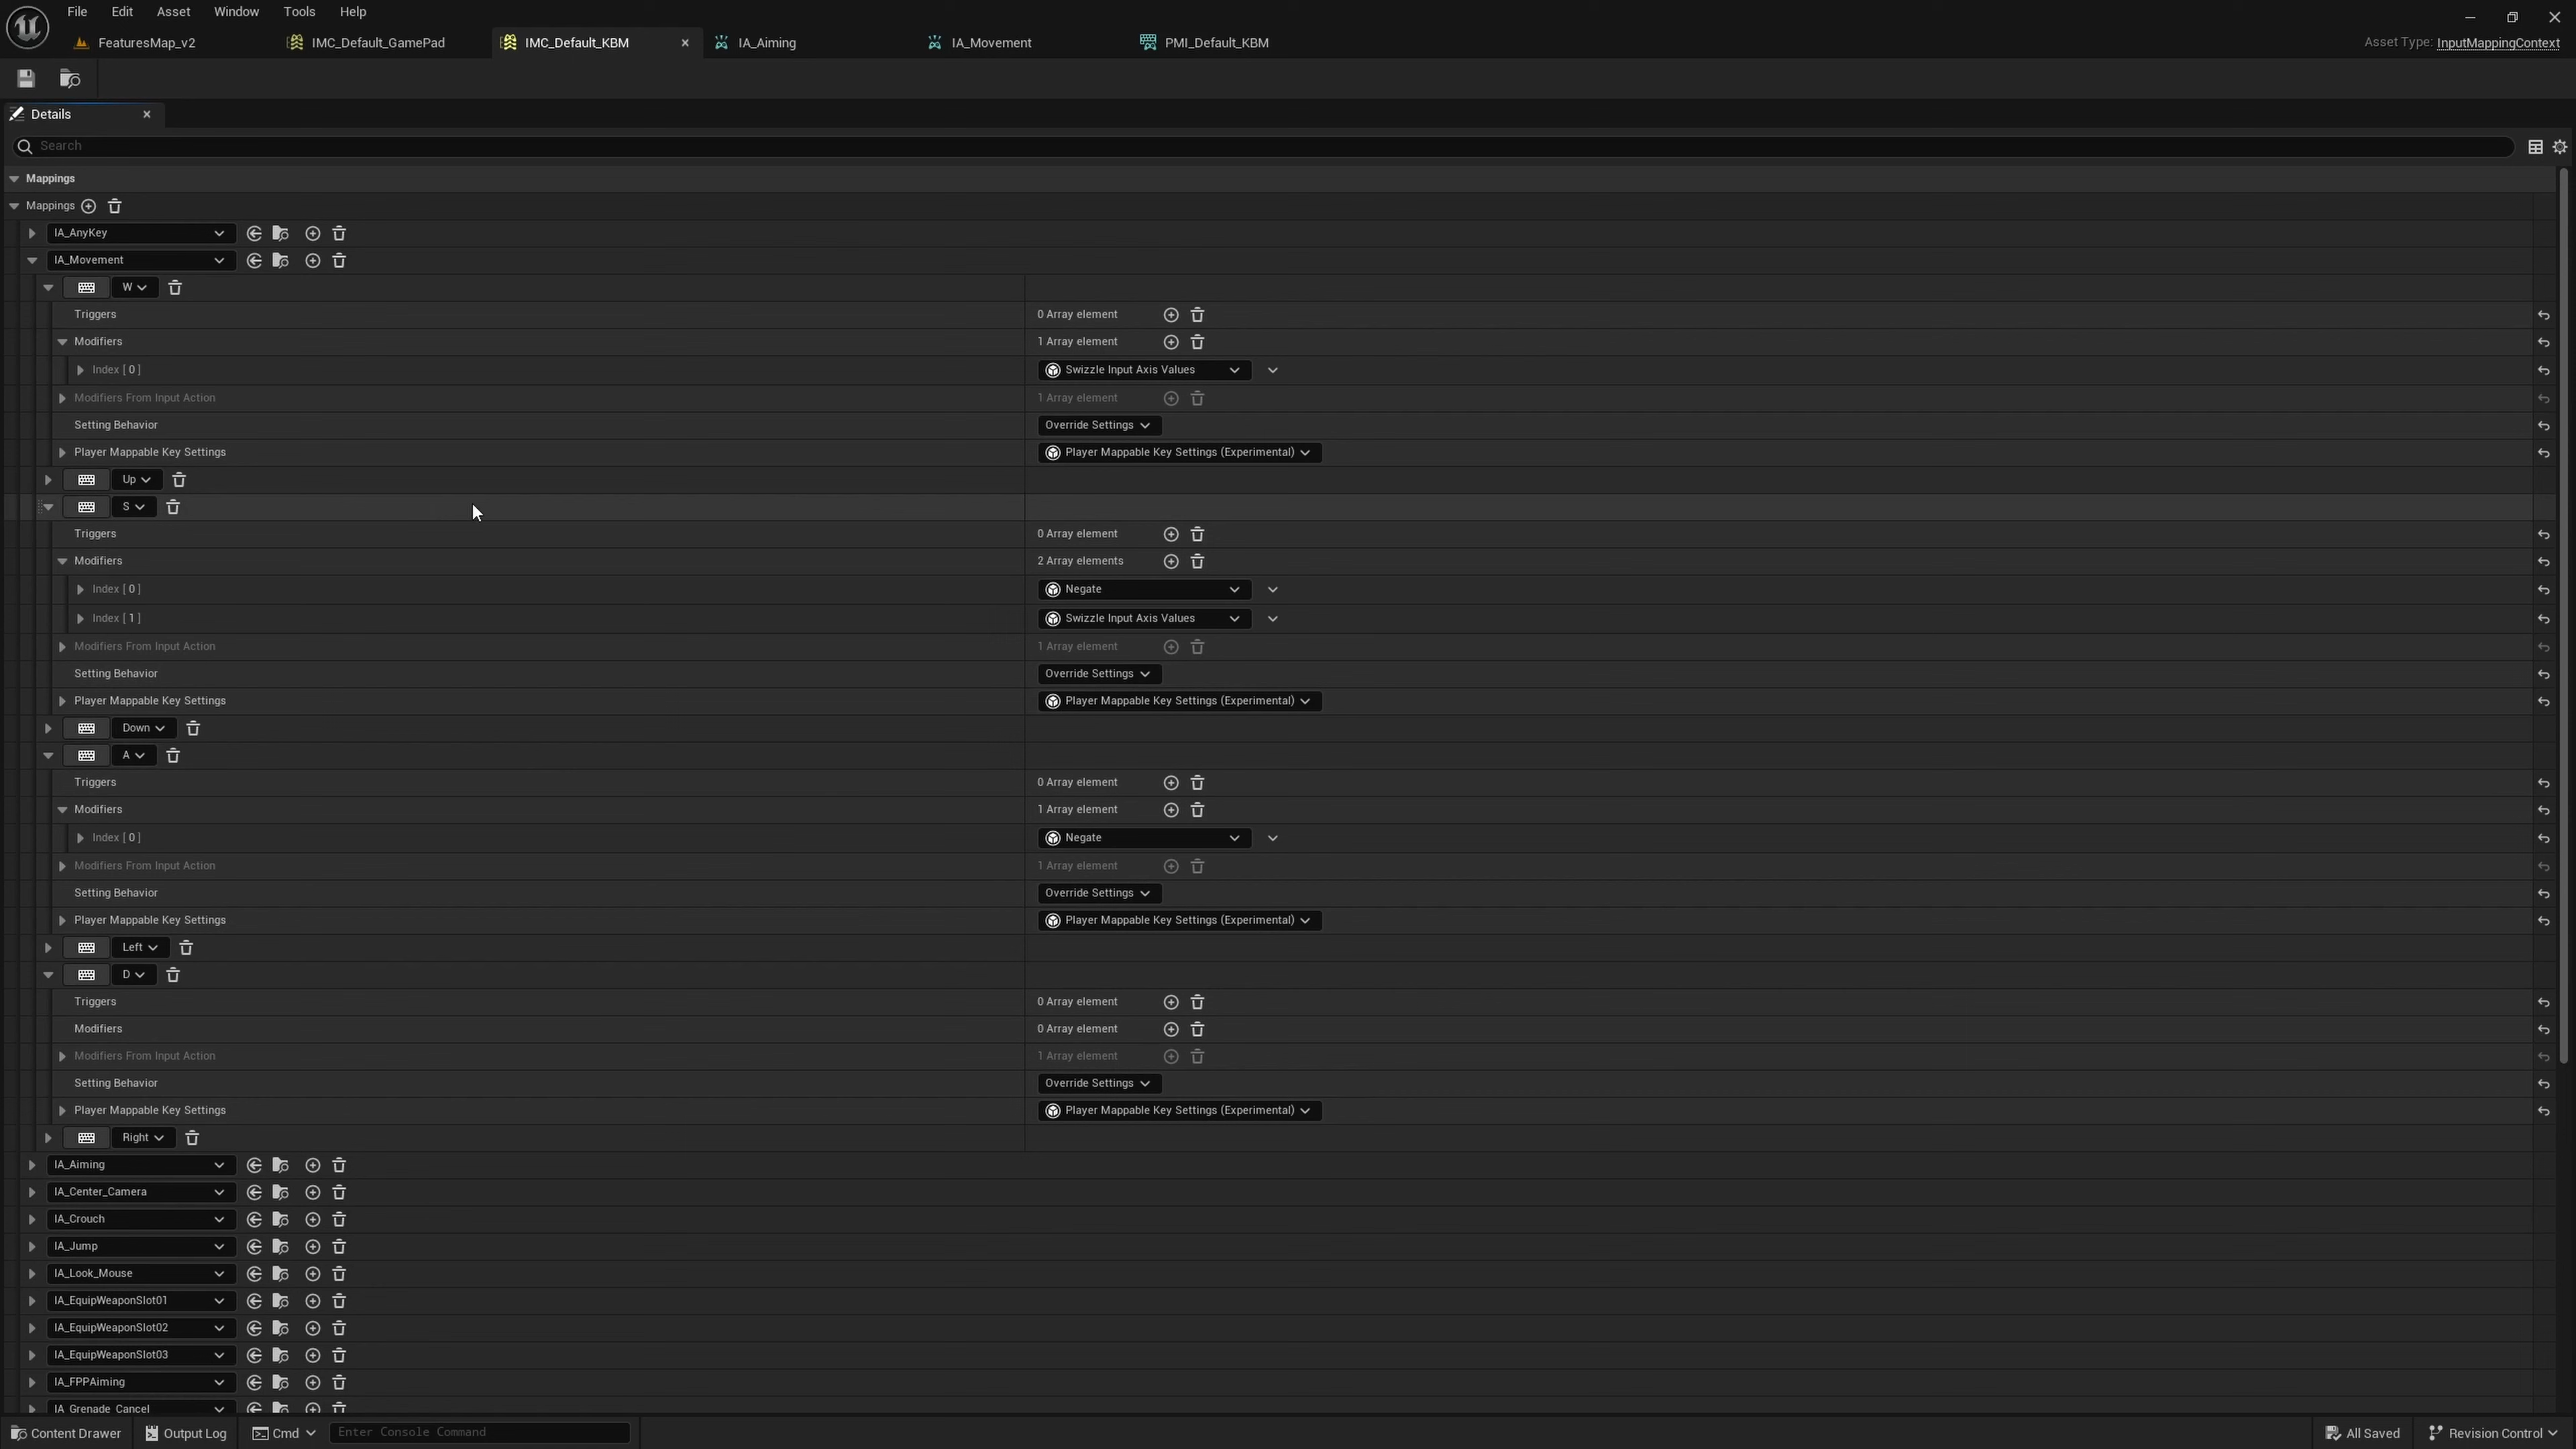 File Edit Asset Window Tools Help
FeaturesMap_v2 IMC_Default_GamePad IMC_Default_KBM IA_Aiming IA_Movement PMI_Default_KBM Asset Type: InputMappingContext
Details
Search
Mappings
Mappings
IA_AnyKey
IA_Movement
W
Triggers 0 Array element
Modifiers 1 Array element
Index [ 0 ] Swizzle Input Axis Values
Modifiers From Input Action 1 Array element
Setting Behavior Override Settings
Player Mappable Key Settings Player Mappable Key Settings (Experimental)
Up
S
Triggers 0 Array element
Modifiers 2 Array elements
Index [ 0 ] Negate
Index [ 1 ] Swizzle Input Axis Values
Modifiers From Input Action 1 Array element
Setting Behavior Override Settings
Player Mappable Key Settings Player Mappable Key Settings (Experimental)
Down
A
Triggers 0 Array element
Modifiers 1 Array element
Index [ 0 ] Negate
Modifiers From Input Action 1 Array element
Setting Behavior Override Settings
Player Mappable Key Settings Player Mappable Key Settings (Experimental)
Left
D
Triggers 0 Array element
Modifiers 0 Array element
Modifiers From Input Action 1 Array element
Setting Behavior Override Settings
Player Mappable Key Settings Player Mappable Key Settings (Experimental)
Right
IA_Aiming
IA_Center_Camera
IA_Crouch
IA_Jump
IA_Look_Mouse
IA_EquipWeaponSlot01
IA_EquipWeaponSlot02
IA_EquipWeaponSlot03
IA_FPPAiming
IA_Grenade_Cancel
Content Drawer Output Log Cmd Enter Console Command All Saved Revision Control